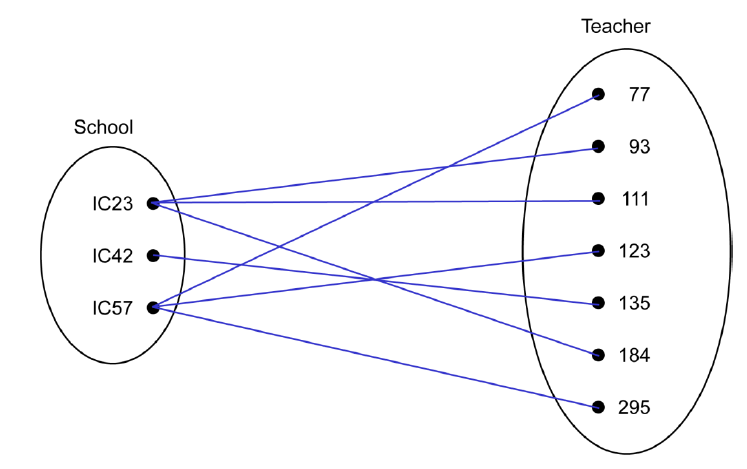 School
IC23
IC42
IC57
Teacher
77
93
111
123
135
184
295